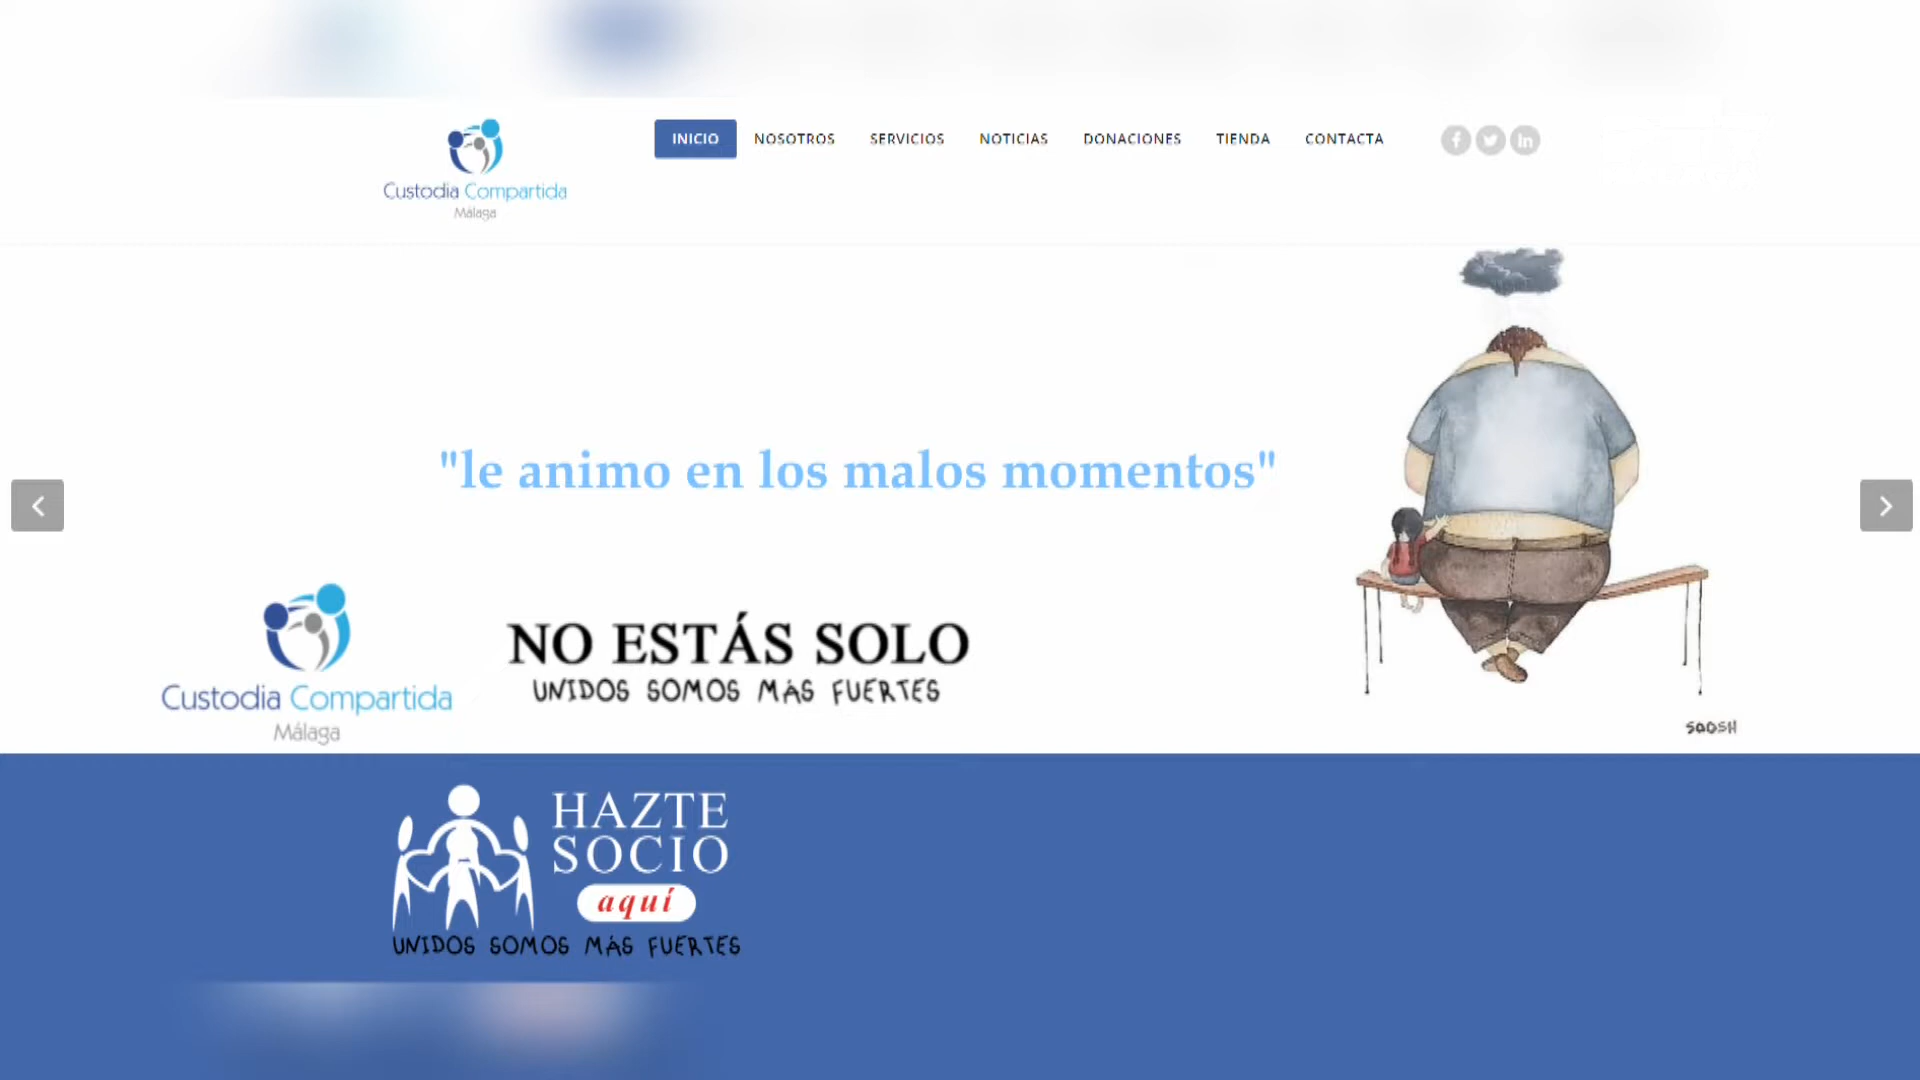 INICIO NOSOTROS SERVICIOS NOTICIAS DONACIONES TIENDA CONTACTA
Custodia Compartida
Málaga
"le animo en los malos momentos"
NO ESTÁS SOLO
UNIDOS SOMOS MÁS FUERTES
Custodia Compartida
Málaga
SOOSH
HAZTE
SOCIO
aquí
UNIDOS SOMOS MÁS FUERTES